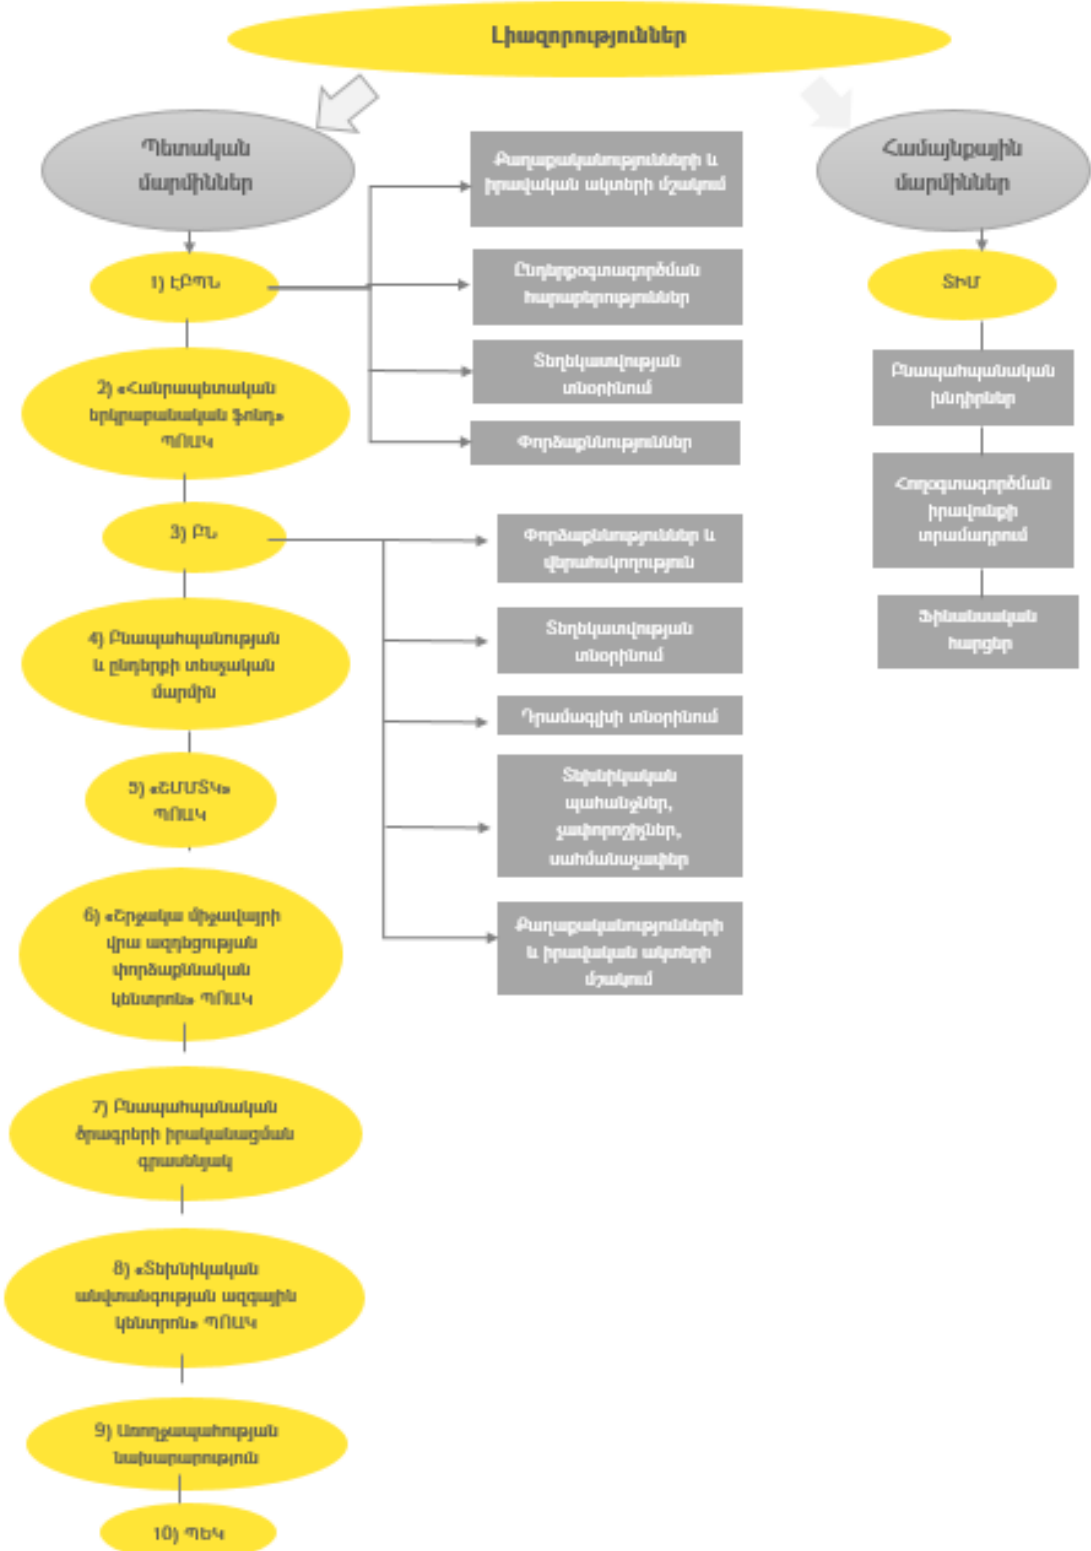 Լիազորություններ
Պետական
մարմիններ
1) ԷԲՊՆ
Քաղաքականությունների և
իրավական ակտերի մշակում
Ընդերքօգտագործման
հարաբերություններ
Տեղեկատվության
տնօրինում
Փորձաքննություններ
2) «Հանրապետական
երկրաբանական ֆոնդ»
ՊՈԱԿ
3) ԲՆ
Փորձաքննություններ և
վերահսկողություն
Տեղեկատվության
տնօրինում
Դրամագլխի տնօրինում
Տեխնիկական
պահանջներ,
չափորոշիչներ,
սահմանաչափեր
Քաղաքականությունների
և իրավական ակտերի
մշակում
4) Բնապահպանության
և ընդերքի տեսչական
մարմին
5) «ՇՄՄՏԿ»
ՊՈԱԿ
6) «Շրջակա միջավայրի
վրա ազդեցության
փորձաքննական
կենտրոն» ՊՈԱԿ
7) Բնապահպանական
ծրագրերի իրականացման
գրասենյակ
8) «Տեխնիկական
անվտանգության ազգային
կենտրոն» ՊՈԱԿ
9) Առողջապահության
նախարարություն
10) ՊԵԿ
Համայնքային
մարմիններ
ՏԻՄ
Բնապահպանական
խնդիրներ
Հողօգտագործման
իրավունքի
տրամադրում
Ֆինանսական
հարցեր